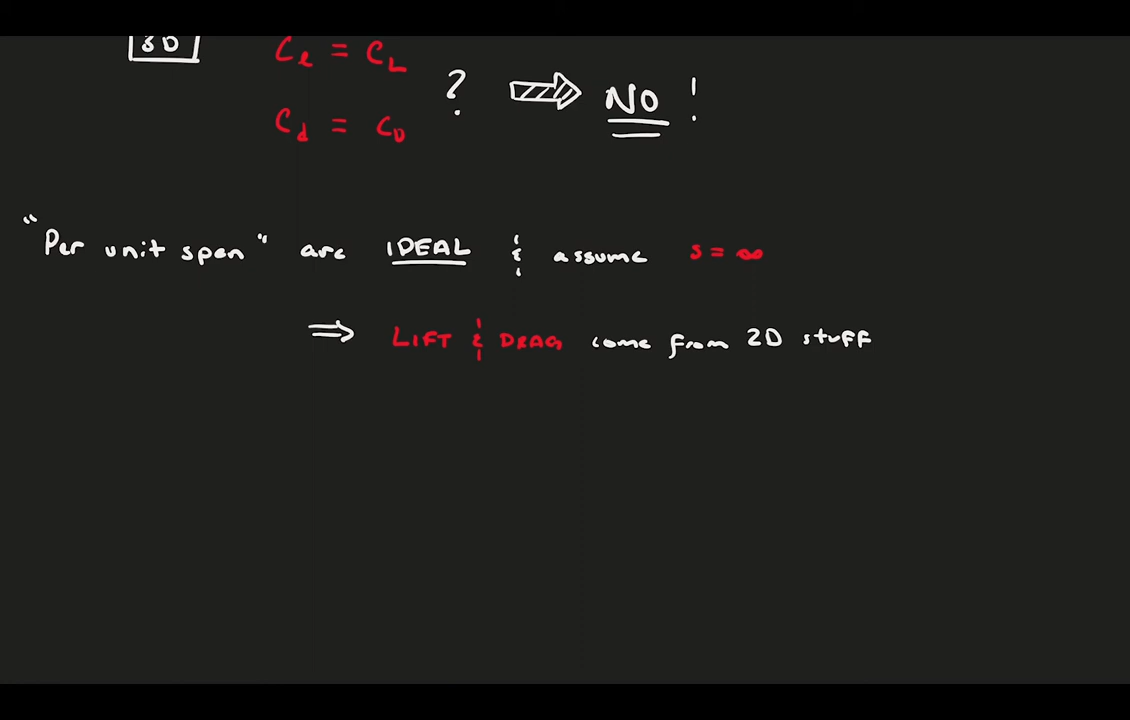 3D
Cl = CL
? ⇒ NO !
Cd = CD
"Per unit span" are IDEAL & assume s = ∞
⇒ LIFT & DRAG come from 2D stuff